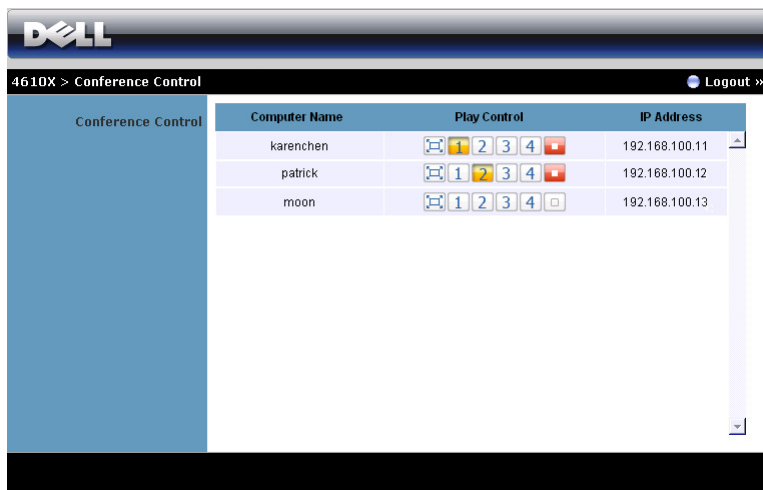 DELL
4610X > Conference Control
Logout »
Conference Control
Computer Name Play Control IP Address
karenchen 1 2 3 4 192.168.100.11
patrick 1 2 3 4 192.168.100.12
moon 1 2 3 4 192.168.100.13